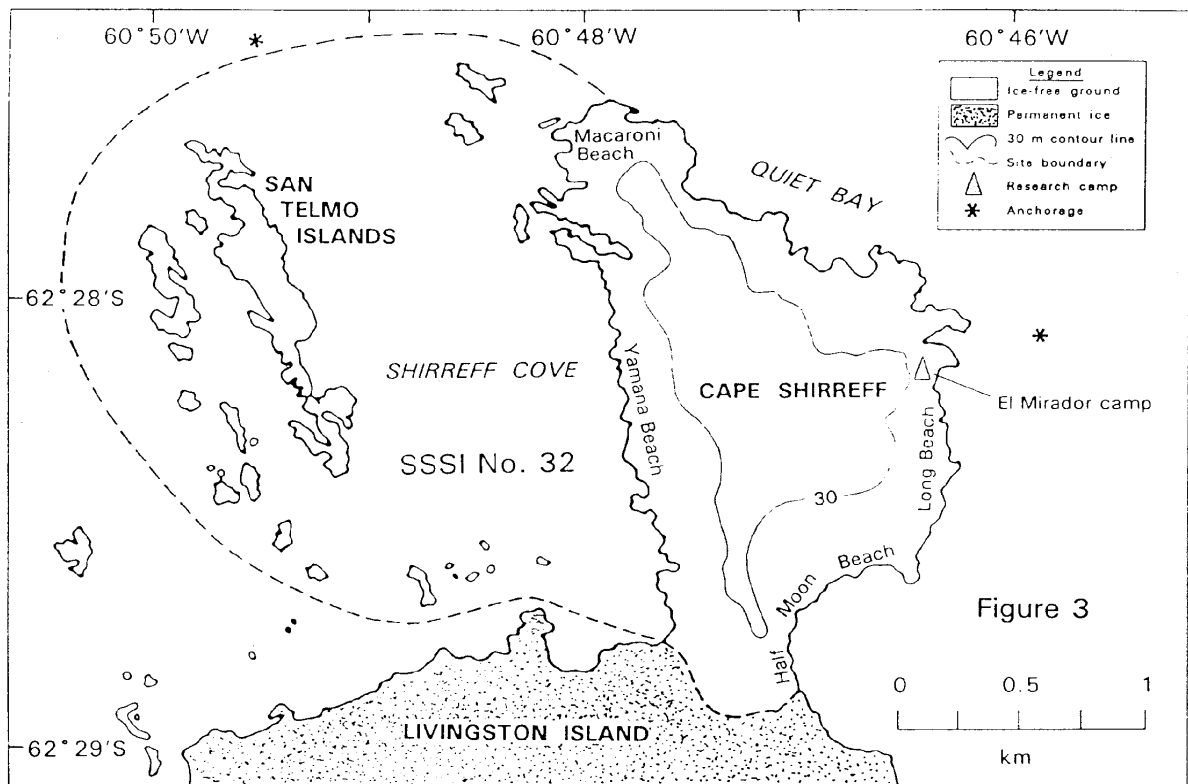 60°50'W
60°48'W
60°46'W
Legend
Ice-free ground
Permanent ice
30 m contour line
Site boundary
Research camp
Anchorage
Macaroni
Beach
QUIET BAY
SAN
TELMO
ISLANDS
62°28'S
SHIRREFF COVE
Yamana Beach
CAPE SHIRREFF
El Mirador camp
SSSI No. 32
30
Long Beach
Half Moon Beach
Figure 3
0 0.5 1
km
LIVINGSTON ISLAND
62°29'S